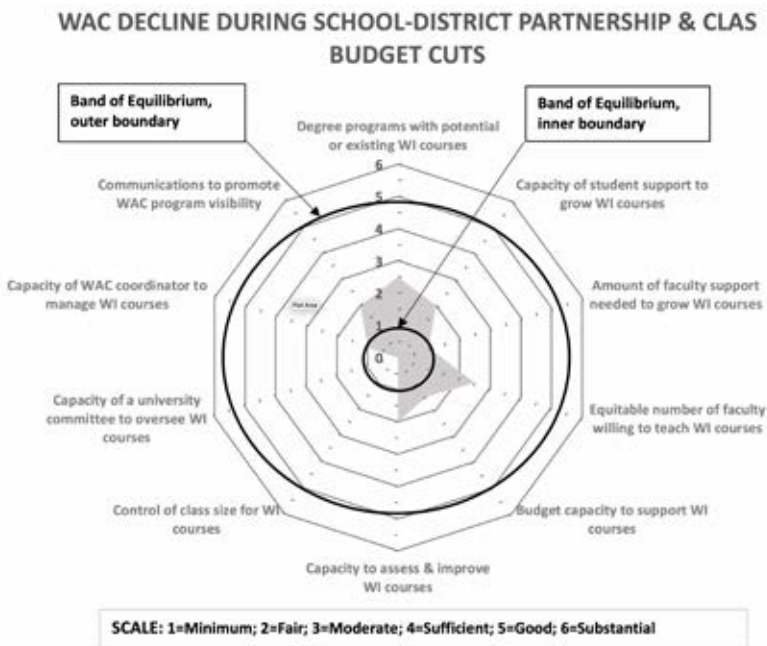 WAC DECLINE DURING SCHOOL-DISTRICT PARTNERSHIP & CLAS
BUDGET CUTS
Band of Equilibrium,
outer boundary
Band of Equilibrium,
inner boundary
Degree programs with potential
or existing WI courses
Communications to promote
WAC program visibility
Capacity of student support to
grow WI courses
Capacity of WAC coordinator to
manage WI courses
Amount of faculty support
needed to grow WI courses
Capacity of a university
committee to oversee WI
courses
Equitable number of faculty
willing to teach WI courses
Control of class size for WI
courses
Budget capacity to support WI
courses
Capacity to assess & improve
WI courses
6
5
4
3
2
1
0
Plot Area
SCALE: 1=Minimum; 2=Fair; 3=Moderate; 4=Sufficient; 5=Good; 6=Substantial